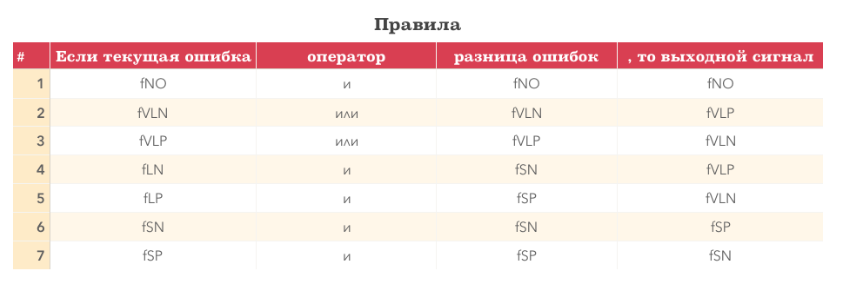 Правила
# Если текущая ошибка оператор разница ошибок , то выходной сигнал
1 fNO и fNO fNO
2 fVLN или fVLN fVLP
3 fVLP или fVLP fVLN
4 fLN и fSN fVLP
5 fLP и fSP fVLN
6 fSN и fSN fSP
7 fSP и fSP fSN